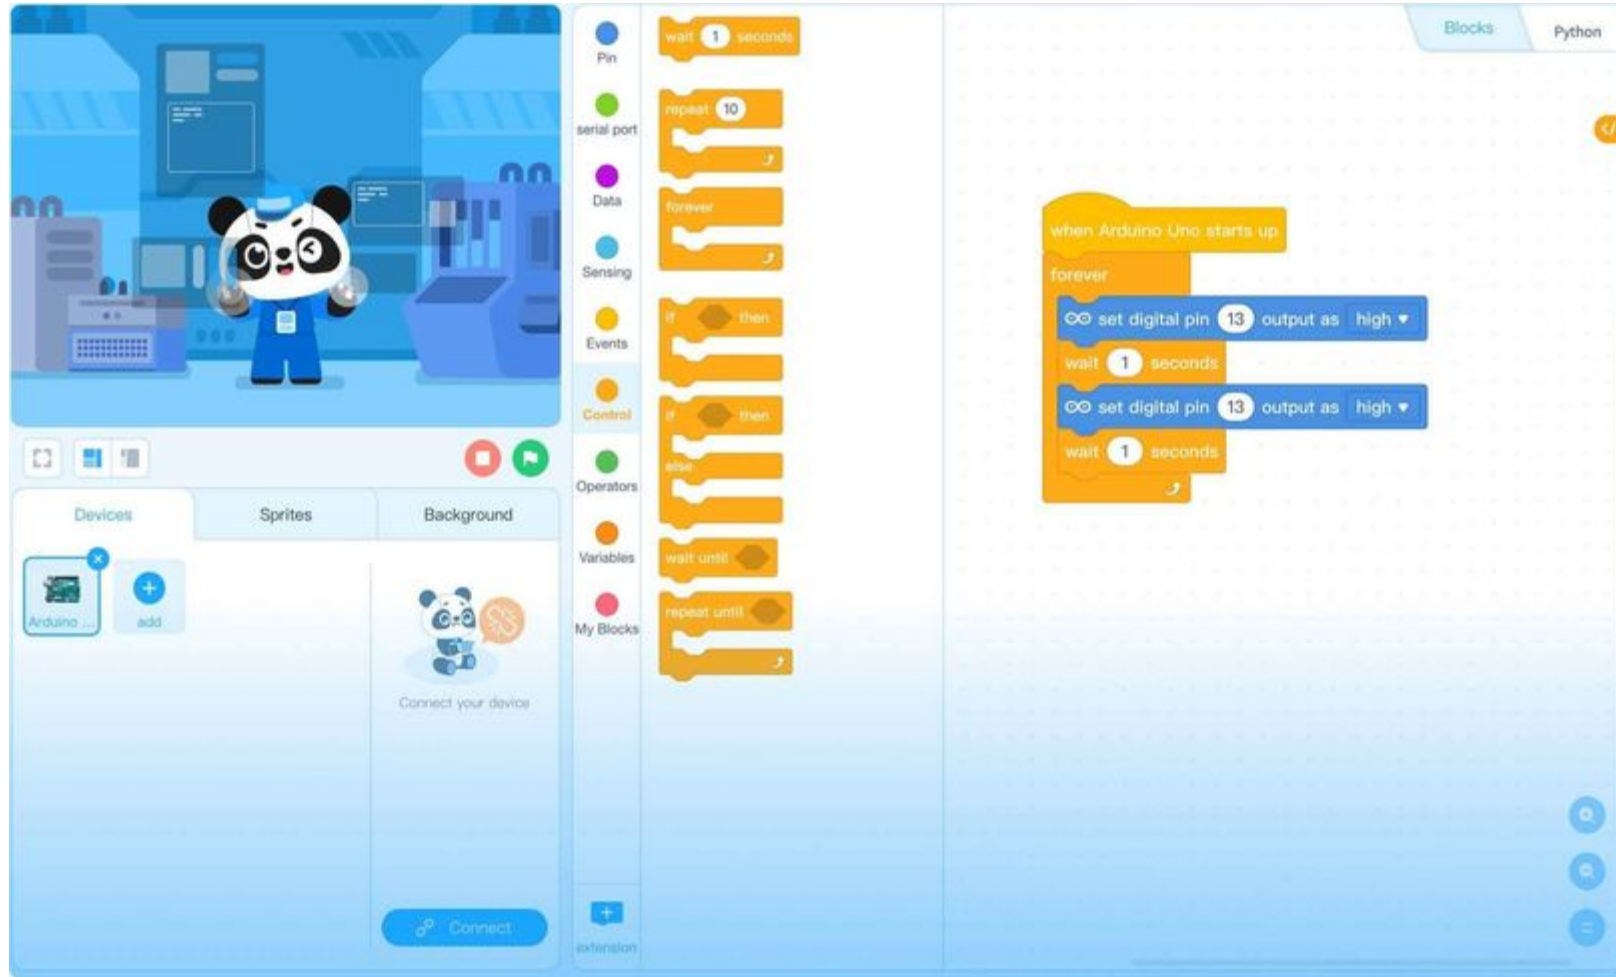 Devices
Sprites
Background
Arduino ...
add
Connect your device
Connect
Pin
serial port
Data
Sensing
Events
Control
Operators
Variables
My Blocks
extension
wait 1 seconds
repeat 10
forever
if then
if then
else
wait until
repeat until
Blocks
Python
</>
when Arduino Uno starts up
forever
set digital pin 13 output as high
wait 1 seconds
set digital pin 13 output as high
wait 1 seconds